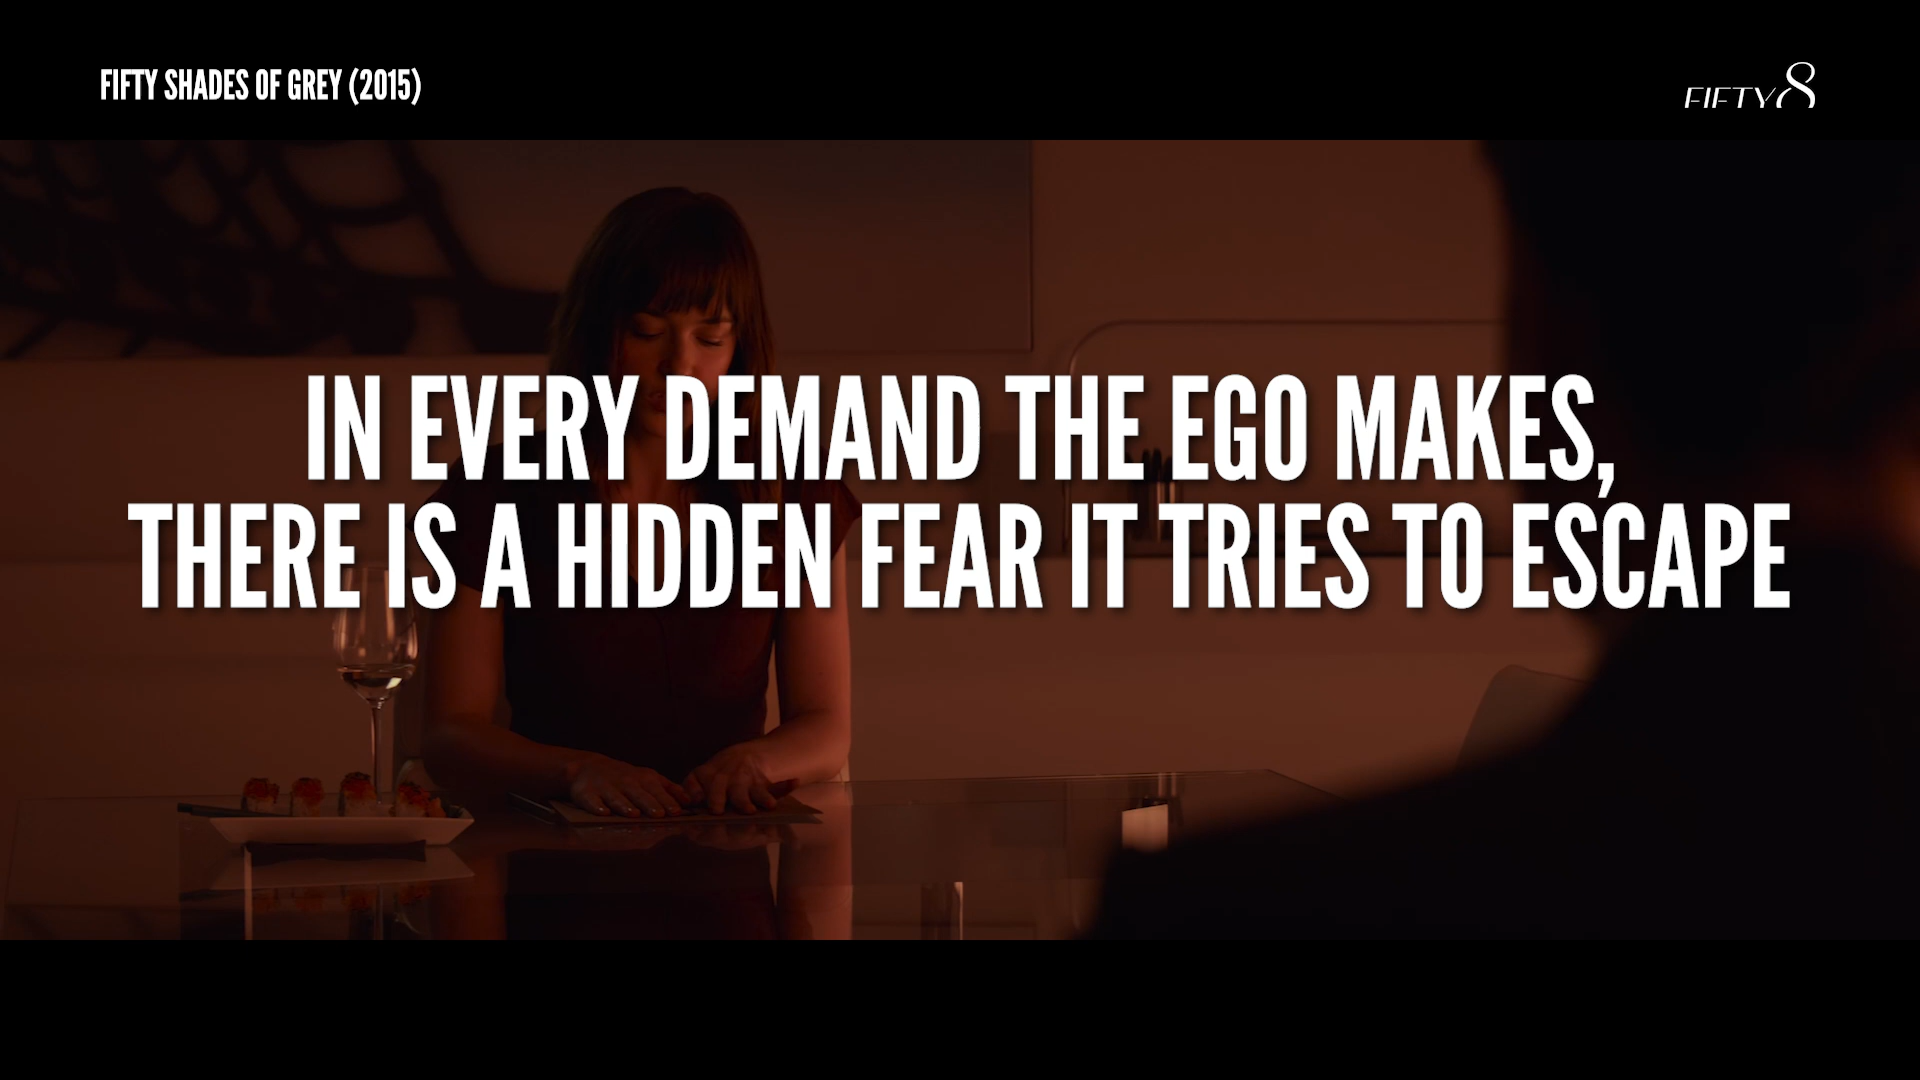 FIFTY SHADES OF GREY (2015)
FIFTY8
IN EVERY DEMAND THE EGO MAKES,
THERE IS A HIDDEN FEAR IT TRIES TO ESCAPE